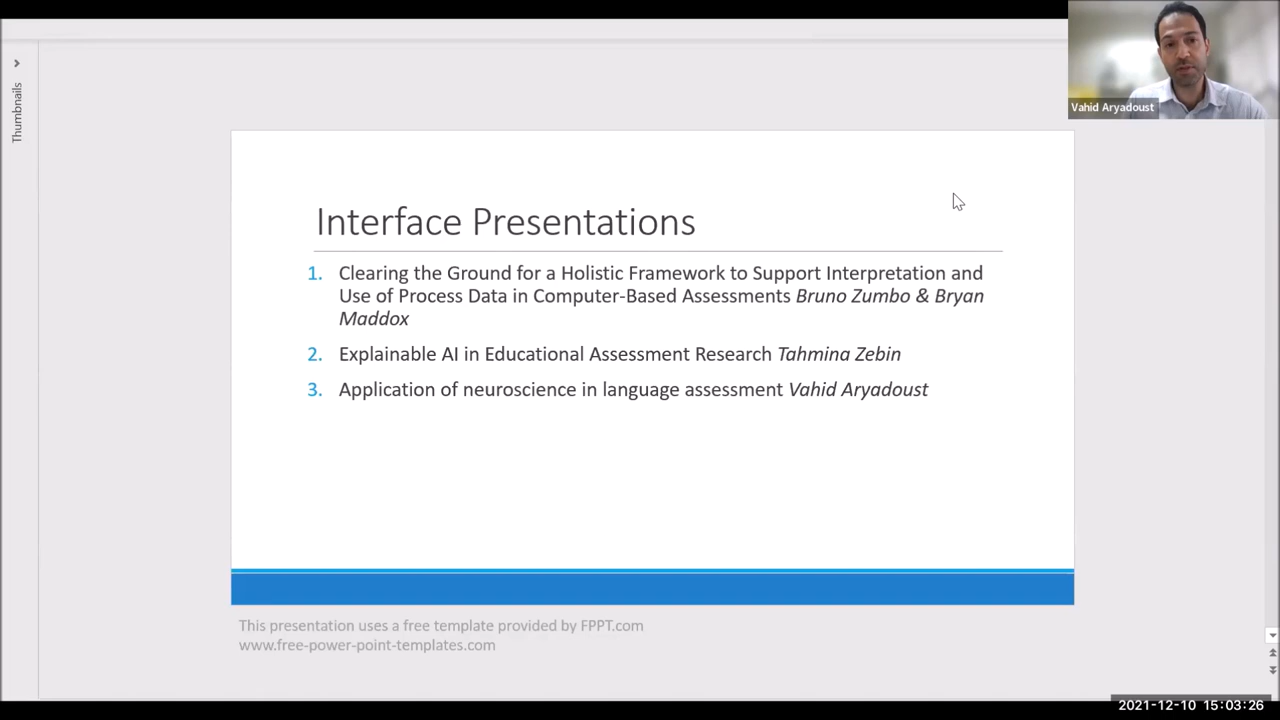 Thumbnails
Vahid Aryadoust
Interface Presentations
1. Clearing the Ground for a Holistic Framework to Support Interpretation and
Use of Process Data in Computer-Based Assessments Bruno Zumbo & Bryan
Maddox
2. Explainable AI in Educational Assessment Research Tahmina Zebin
3. Application of neuroscience in language assessment Vahid Aryadoust
This presentation uses a free template provided by FPPT.com
www.free-power-point-templates.com
2021-12-10 15:03:26